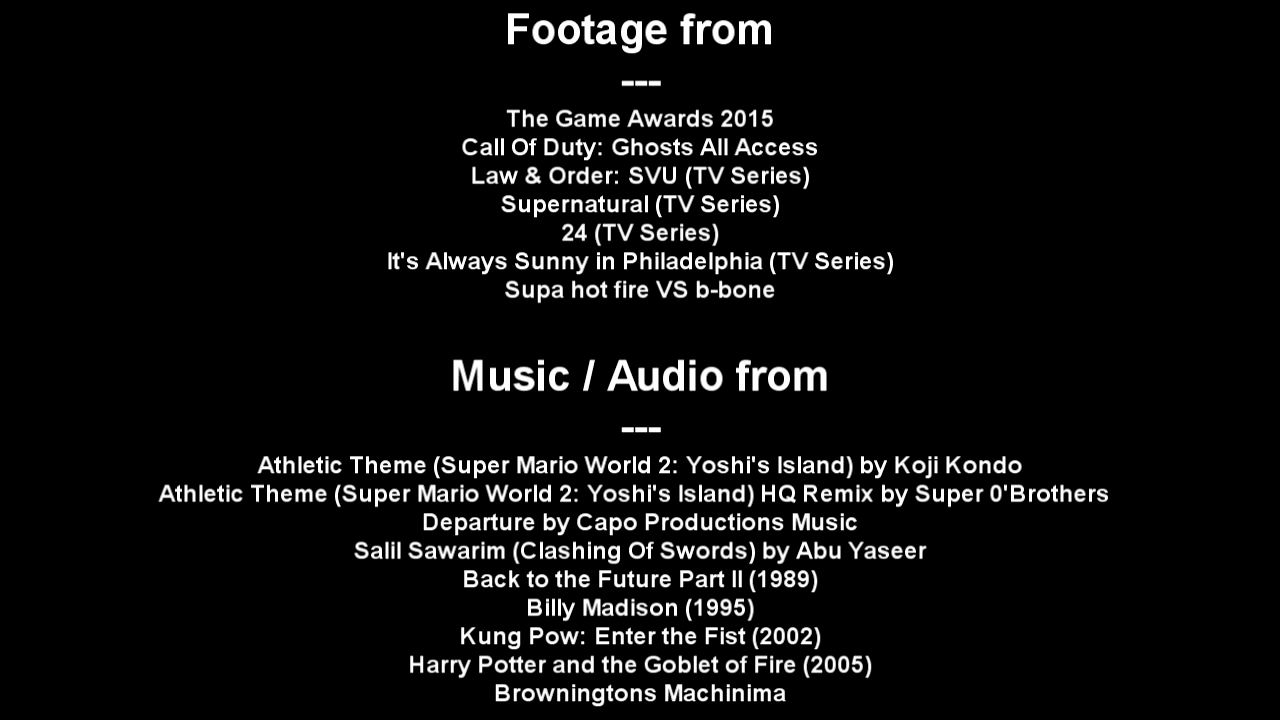 Footage from
---
The Game Awards 2015
Call Of Duty: Ghosts All Access
Law & Order: SVU (TV Series)
Supernatural (TV Series)
24 (TV Series)
It's Always Sunny in Philadelphia (TV Series)
Supa hot fire VS b-bone
Music / Audio from
---
Athletic Theme (Super Mario World 2: Yoshi's Island) by Koji Kondo
Athletic Theme (Super Mario World 2: Yoshi's Island) HQ Remix by Super 0'Brothers
Departure by Capo Productions Music
Salil Sawarim (Clashing Of Swords) by Abu Yaseer
Back to the Future Part II (1989)
Billy Madison (1995)
Kung Pow: Enter the Fist (2002)
Harry Potter and the Goblet of Fire (2005)
Browningtons Machinima